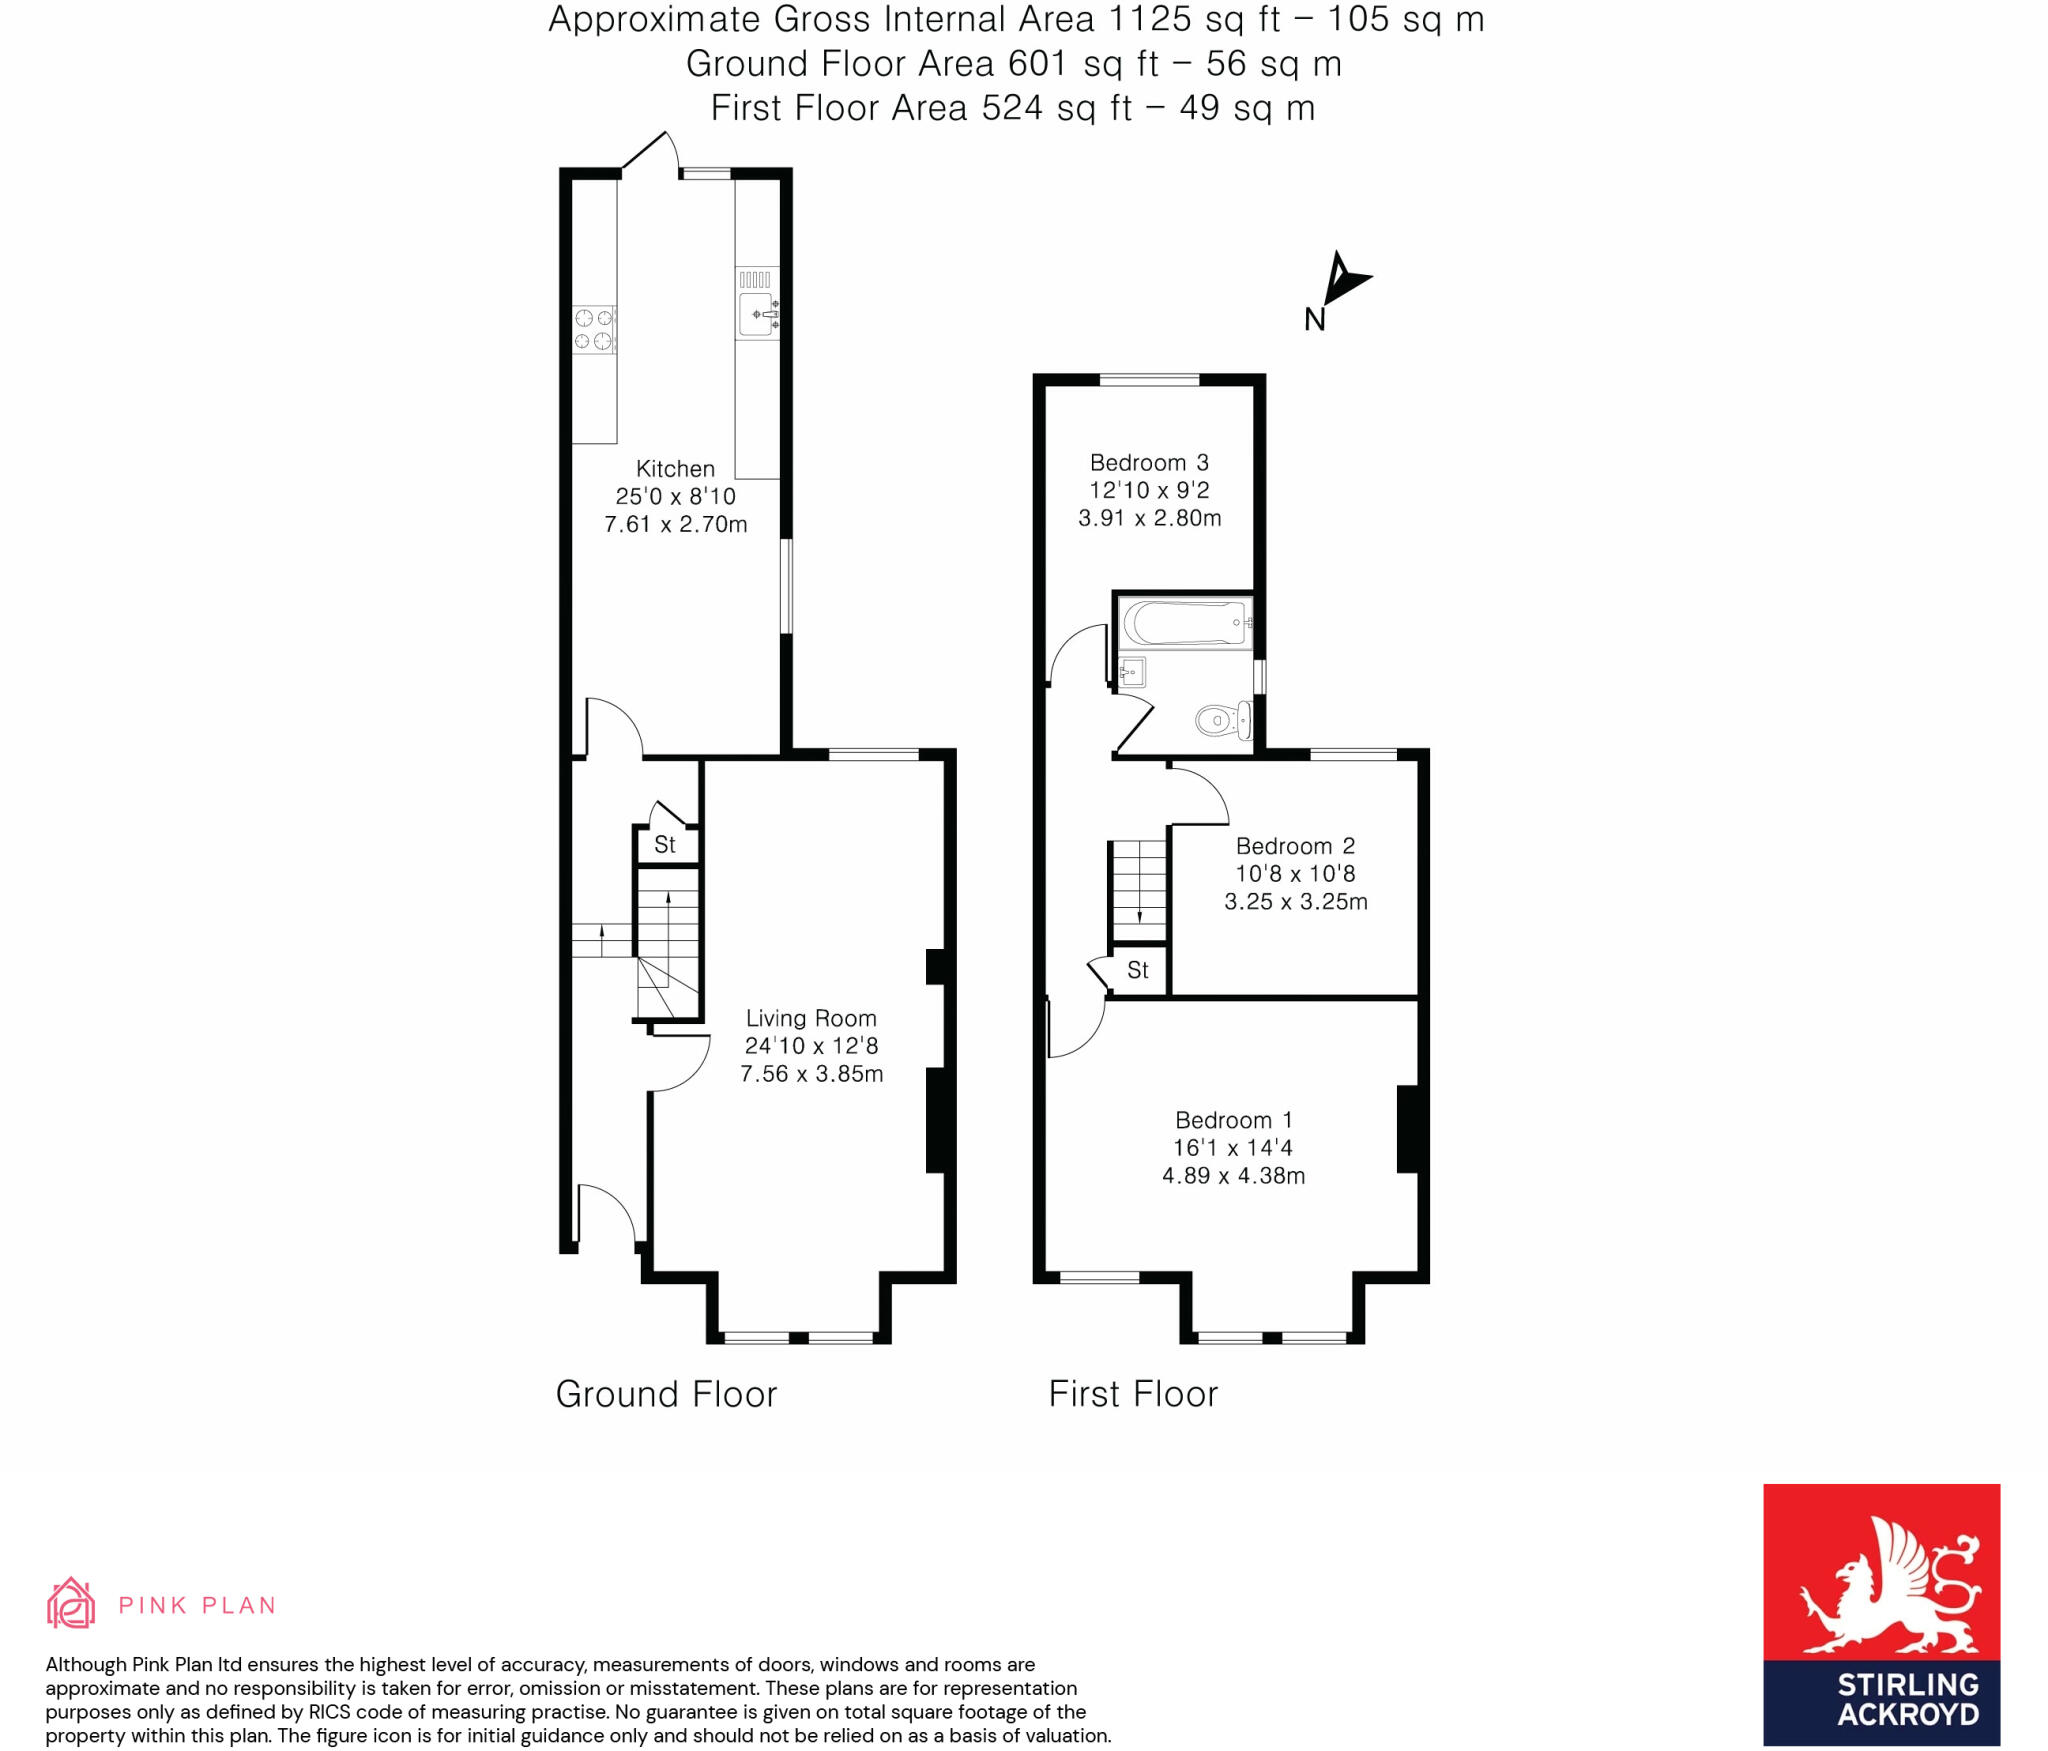 Approximate Gross Internal Area 1125 sq ft – 105 sq m
Ground Floor Area 601 sq ft – 56 sq m
First Floor Area 524 sq ft – 49 sq m
N
Kitchen
25'0 x 8'10
7.61 x 2.70m
St
Living Room
24'10 x 12'8
7.56 x 3.85m
Ground Floor
Bedroom 3
12'10 x 9'2
3.91 x 2.80m
Bedroom 2
10'8 x 10'8
3.25 x 3.25m
St
Bedroom 1
16'1 x 14'4
4.89 x 4.38m
First Floor
PINK PLAN
Although Pink Plan ltd ensures the highest level of accuracy, measurements of doors, windows and rooms are
approximate and no responsibility is taken for error, omission or misstatement. These plans are for representation
purposes only as defined by RICS code of measuring practise. No guarantee is given on total square footage of the
property within this plan. The figure icon is for initial guidance only and should not be relied on as a basis of valuation.
STIRLING
ACKROYD